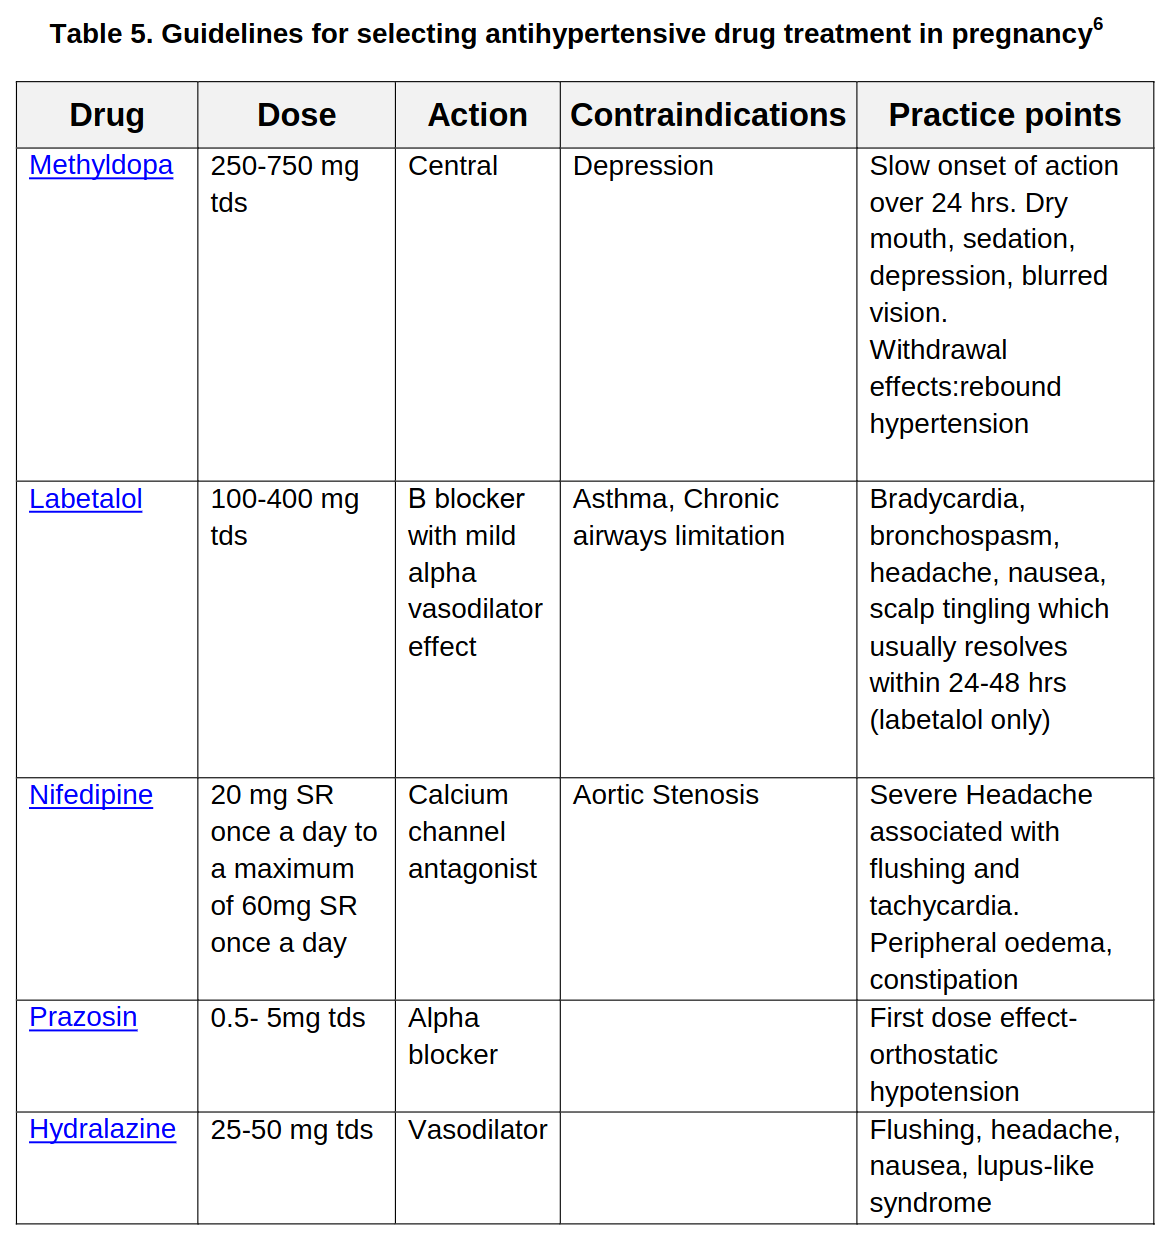 Table 5. Guidelines for selecting antihypertensive drug treatment in pregnancy6
Drug Dose Action Contraindications Practice points
Methyldopa 250-750 mg Central Depression Slow onset of action
tds over 24 hrs. Dry
mouth, sedation,
depression, blurred
vision.
Withdrawal
effects:rebound
hypertension
Labetalol 100-400 mg B blocker Asthma, Chronic Bradycardia,
tds with mild airways limitation bronchospasm,
alpha headache, nausea,
vasodilator scalp tingling which
effect usually resolves
within 24-48 hrs
(labetalol only)
Nifedipine 20 mg SR Calcium Aortic Stenosis Severe Headache
once a day to channel associated with
a maximum antagonist flushing and
of 60mg SR tachycardia.
once a day Peripheral oedema,
constipation
Prazosin 0.5- 5mg tds Alpha First dose effect-
blocker orthostatic
hypotension
Hydralazine 25-50 mg tds Vasodilator Flushing, headache,
nausea, lupus-like
syndrome